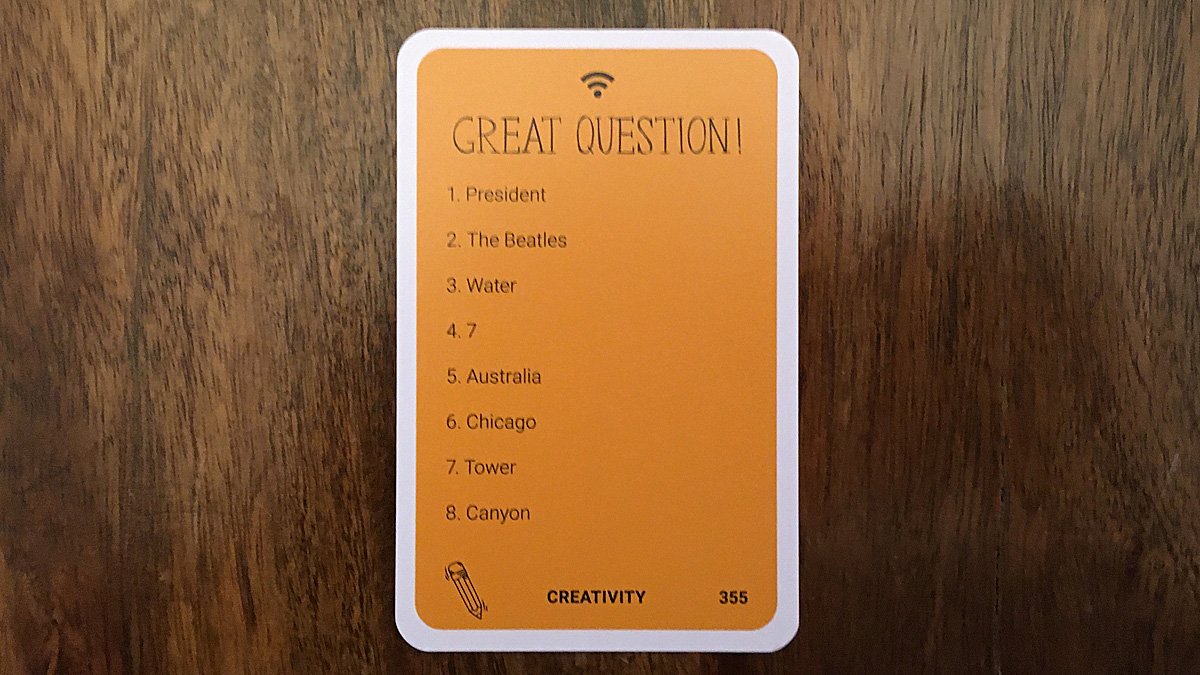 GREAT QUESTION!
1. President
2. The Beatles
3. Water
4. 7
5. Australia
6. Chicago
7. Tower
8. Canyon
CREATIVITY 355